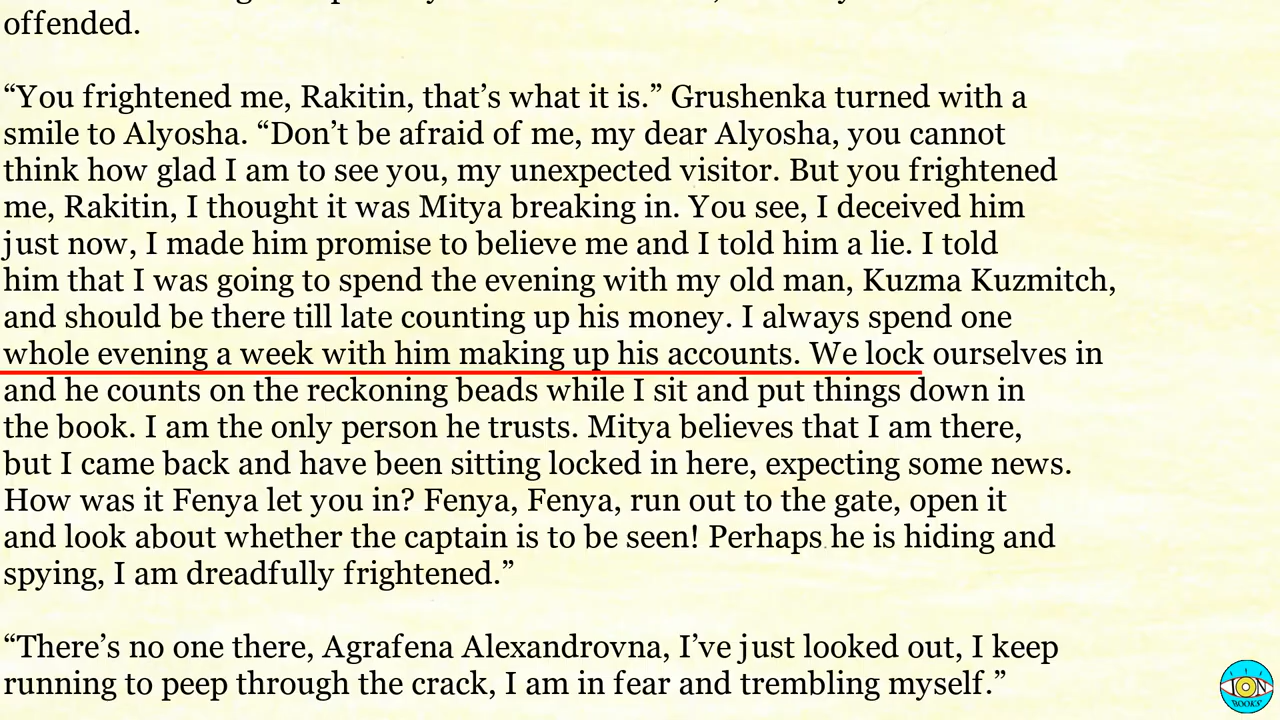 offended.
“You frightened me, Rakitin, that’s what it is.” Grushenka turned with a
smile to Alyosha. “Don’t be afraid of me, my dear Alyosha, you cannot
think how glad I am to see you, my unexpected visitor. But you frightened
me, Rakitin, I thought it was Mitya breaking in. You see, I deceived him
just now, I made him promise to believe me and I told him a lie. I told
him that I was going to spend the evening with my old man, Kuzma Kuzmitch,
and should be there till late counting up his money. I always spend one
whole evening a week with him making up his accounts. We lock ourselves in
and he counts on the reckoning beads while I sit and put things down in
the book. I am the only person he trusts. Mitya believes that I am there,
but I came back and have been sitting locked in here, expecting some news.
How was it Fenya let you in? Fenya, Fenya, run out to the gate, open it
and look about whether the captain is to be seen! Perhaps he is hiding and
spying, I am dreadfully frightened.”
“There’s no one there, Agrafena Alexandrovna, I’ve just looked out, I keep
running to peep through the crack, I am in fear and trembling myself.”
ION
BOOKS